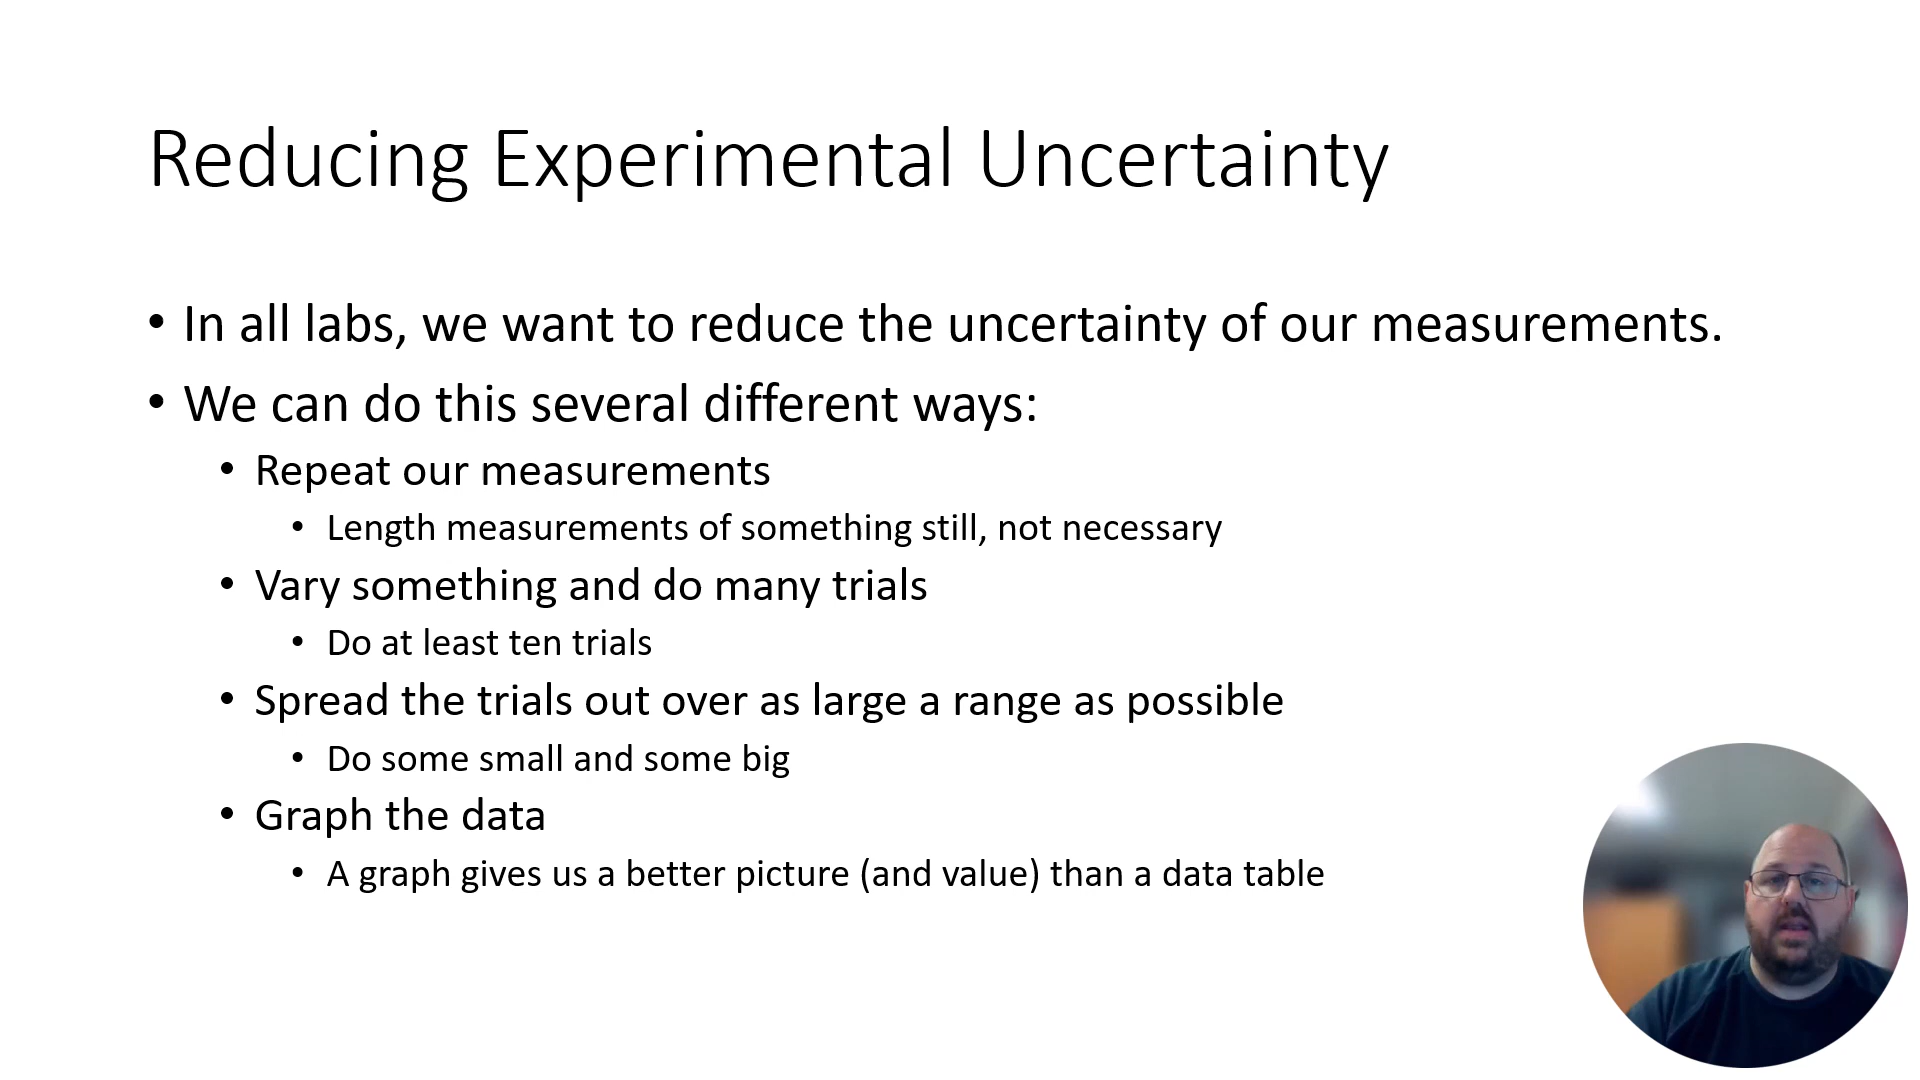 Reducing Experimental Uncertainty
• In all labs, we want to reduce the uncertainty of our measurements.
• We can do this several different ways:
• Repeat our measurements
• Length measurements of something still, not necessary
• Vary something and do many trials
• Do at least ten trials
• Spread the trials out over as large a range as possible
• Do some small and some big
• Graph the data
• A graph gives us a better picture (and value) than a data table